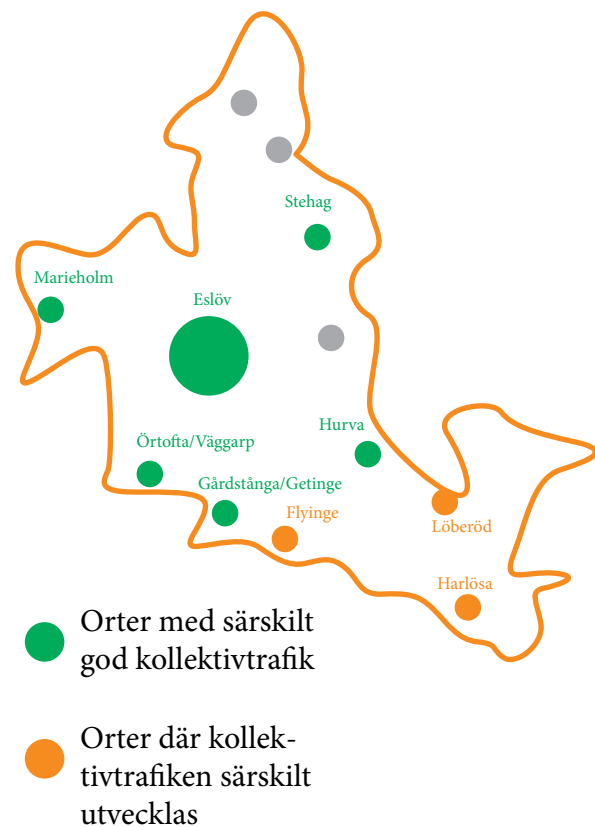 Stehag
Marieholm
Eslöv
Hurva
Örtofta/Väggarp
Gårdstånga/Getinge
Flyinge
Löberöd
Harlösa
Orter med särskilt
god kollektivtrafik
Orter där kollek-
tivtrafiken särskilt
utvecklas